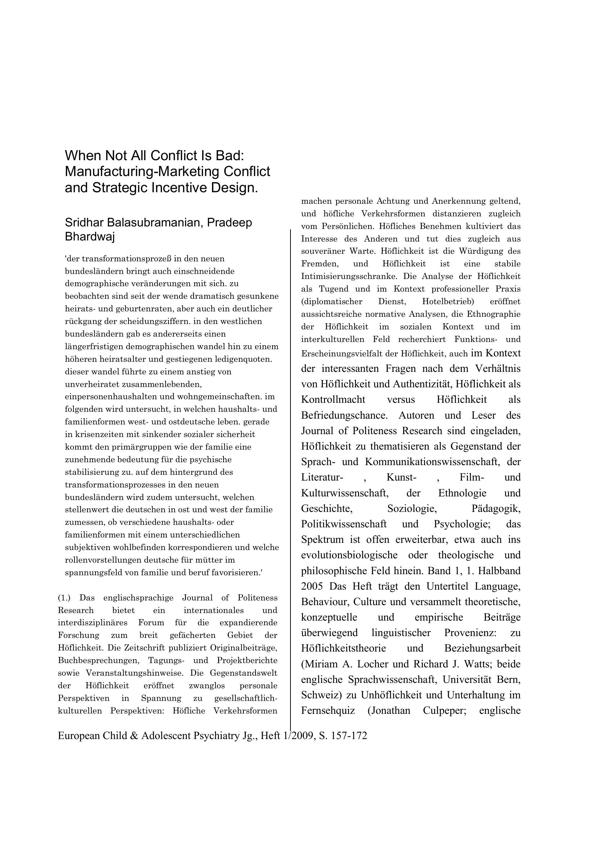 When Not All Conflict Is Bad:
Manufacturing-Marketing Conflict
and Strategic Incentive Design.
Sridhar Balasubramanian, Pradeep
Bhardwaj
'der transformationsprozeß in den neuen
bundesländern bringt auch einschneidende
demographische veränderungen mit sich. zu
beobachten sind seit der wende dramatisch gesunkene
heirats- und geburtenraten, aber auch ein deutlicher
rückgang der scheidungsziffern. in den westlichen
bundesländern gab es andererseits einen
längerfristigen demographischen wandel hin zu einem
höheren heiratsalter und gestiegenen ledigenquoten.
dieser wandel führte zu einem anstieg von
unverheiratet zusammenlebenden,
einpersonenhaushalten und wohngemeinschaften. im
folgenden wird untersucht, in welchen haushalts- und
familienformen west- und ostdeutsche leben. gerade
in krisenzeiten mit sinkender sozialer sicherheit
kommt den primärgruppen wie der familie eine
zunehmende bedeutung für die psychische
stabilisierung zu. auf dem hintergrund des
transformationsprozesses in den neuen
bundesländern wird zudem untersucht, welchen
stellenwert die deutschen in ost und west der familie
zumessen, ob verschiedene haushalts- oder
familienformen mit einem unterschiedlichen
subjektiven wohlbefinden korrespondieren und welche
rollenvorstellungen deutsche für mütter im
spannungsfeld von familie und beruf favorisieren.'
(1.) Das englischsprachige Journal of Politeness
Research bietet ein internationales und
interdisziplinäres Forum für die expandierende
Forschung zum breit gefächerten Gebiet der
Höflichkeit. Die Zeitschrift publiziert Originalbeiträge,
Buchbesprechungen, Tagungs- und Projektberichte
sowie Veranstaltungshinweise. Die Gegenstandswelt
der Höflichkeit eröffnet zwanglos personale
Perspektiven in Spannung zu gesellschaftlich-
kulturellen Perspektiven: Höfliche Verkehrsformen
machen personale Achtung und Anerkennung geltend,
und höfliche Verkehrsformen distanzieren zugleich
vom Persönlichen. Höfliches Benehmen kultiviert das
Interesse des Anderen und tut dies zugleich aus
souveräner Warte. Höflichkeit ist die Würdigung des
Fremden, und Höflichkeit ist eine stabile
Intimisierungsschranke. Die Analyse der Höflichkeit
als Tugend und im Kontext professioneller Praxis
(diplomatischer Dienst, Hotelbetrieb) eröffnet
aussichtsreiche normative Analysen, die Ethnographie
der Höflichkeit im sozialen Kontext und im
interkulturellen Feld recherchiert Funktions- und
Erscheinungsvielfalt der Höflichkeit, auch im Kontext
der interessanten Fragen nach dem Verhältnis
von Höflichkeit und Authentizität, Höflichkeit als
Kontrollmacht versus Höflichkeit als
Befriedungschance. Autoren und Leser des
Journal of Politeness Research sind eingeladen,
Höflichkeit zu thematisieren als Gegenstand der
Sprach- und Kommunikationswissenschaft, der
Literatur- , Kunst- , Film- und
Kulturwissenschaft, der Ethnologie und
Geschichte, Soziologie, Pädagogik,
Politikwissenschaft und Psychologie; das
Spektrum ist offen erweiterbar, etwa auch ins
evolutionsbiologische oder theologische und
philosophische Feld hinein. Band 1, 1. Halbband
2005 Das Heft trägt den Untertitel Language,
Behaviour, Culture und versammelt theoretische,
konzeptuelle und empirische Beiträge
überwiegend linguistischer Provenienz: zu
Höflichkeitstheorie und Beziehungsarbeit
(Miriam A. Locher und Richard J. Watts; beide
englische Sprachwissenschaft, Universität Bern,
Schweiz) zu Unhöflichkeit und Unterhaltung im
Fernsehquiz (Jonathan Culpeper; englische
European Child & Adolescent Psychiatry Jg., Heft 1/2009, S. 157-172